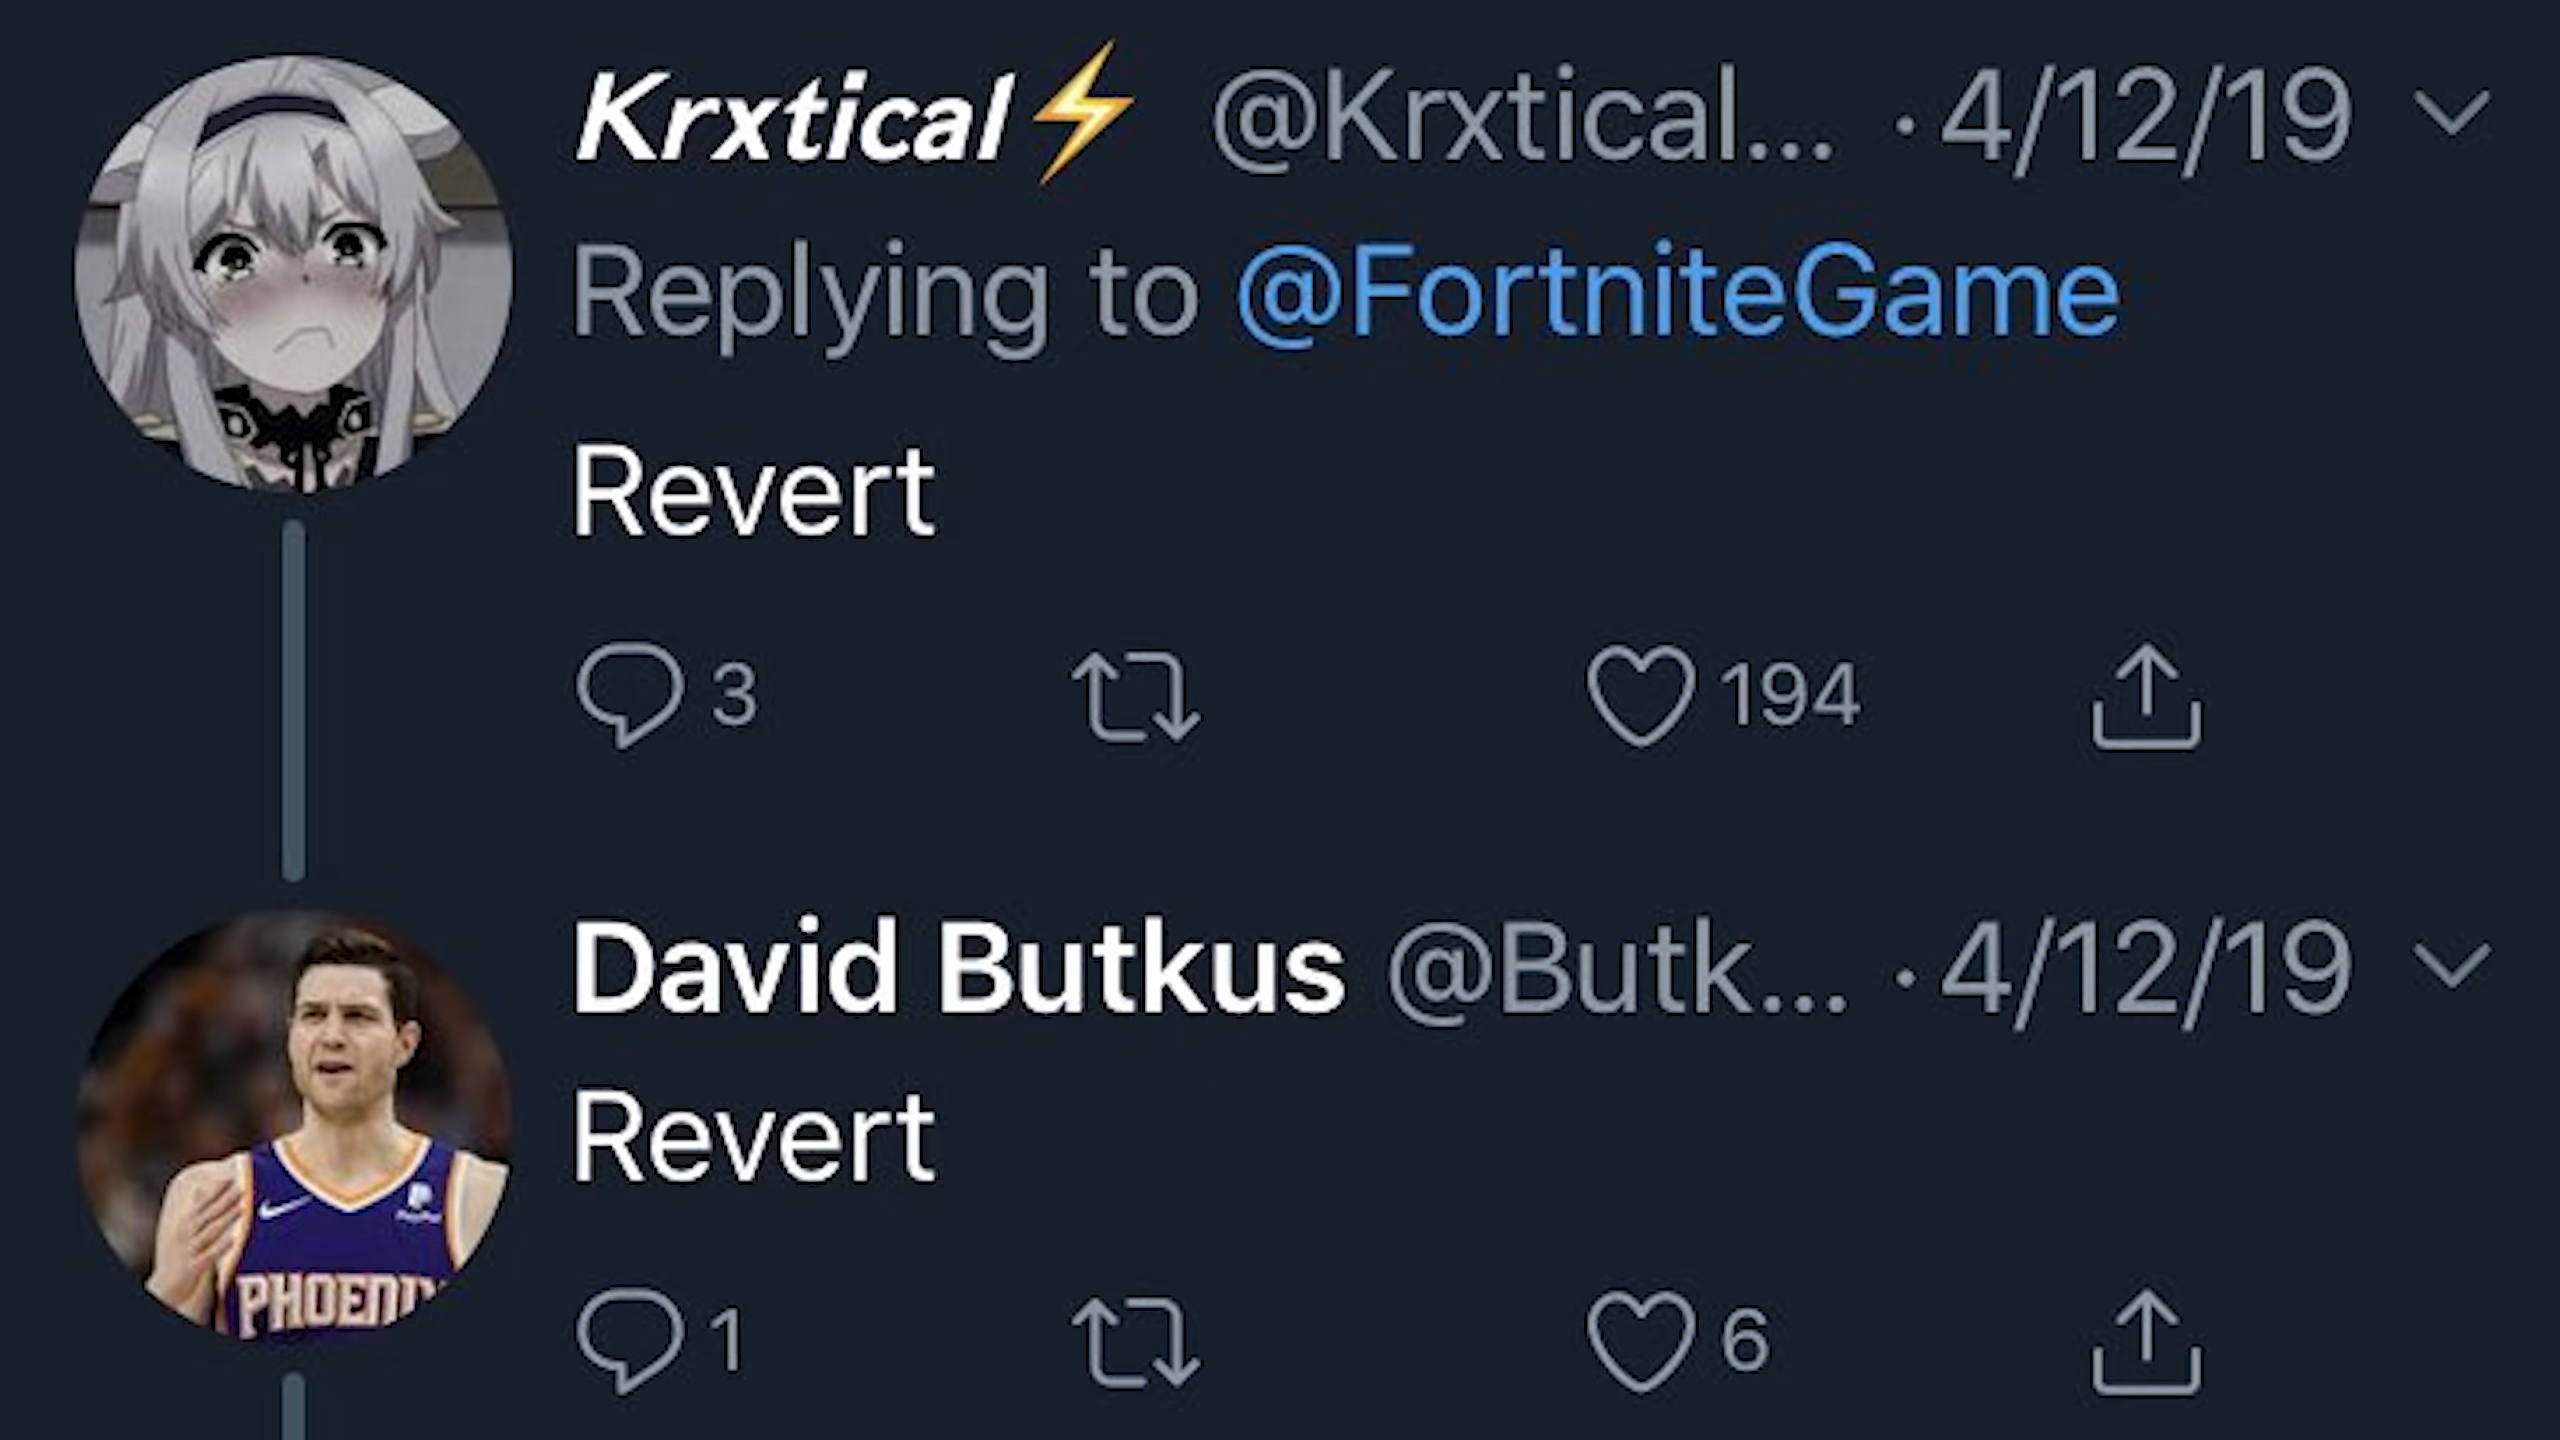 Krxtical⚡ @Krxtical... · 4/12/19
Replying to @FortniteGame
Revert
3 194
David Butkus @Butk... · 4/12/19
Revert
PHOENIX
1 6